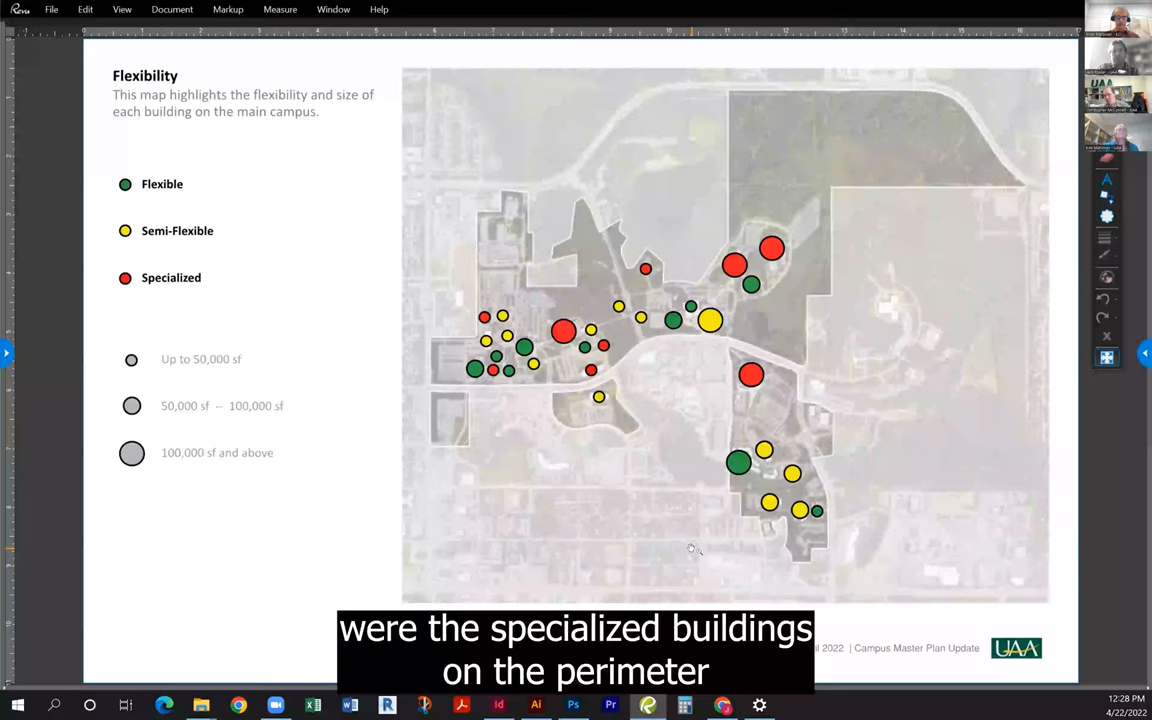 Revu File Edit View Document Markup Measure Window Help
Flexibility
This map highlights the flexibility and size of
each building on the main campus.
Flexible
Semi-Flexible
Specialized
Up to 50,000 sf
50,000 sf -- 100,000 sf
100,000 sf and above
were the specialized buildings
on the perimeter
2022 | Campus Master Plan Update UAA
12:28 PM
4/22/2022